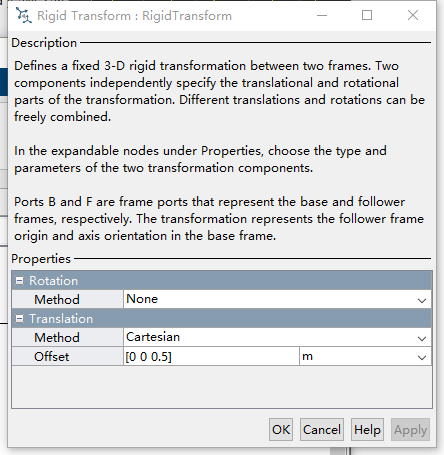 Rigid Transform : RigidTransform
Description
Defines a fixed 3-D rigid transformation between two frames. Two
components independently specify the translational and rotational
parts of the transformation. Different translations and rotations can be
freely combined.
In the expandable nodes under Properties, choose the type and
parameters of the two transformation components.
Ports B and F are frame ports that represent the base and follower
frames, respectively. The transformation represents the follower frame
origin and axis orientation in the base frame.
Properties
Rotation
Method None
Translation
Method Cartesian
Offset [0 0 0.5] m
OK Cancel Help Apply